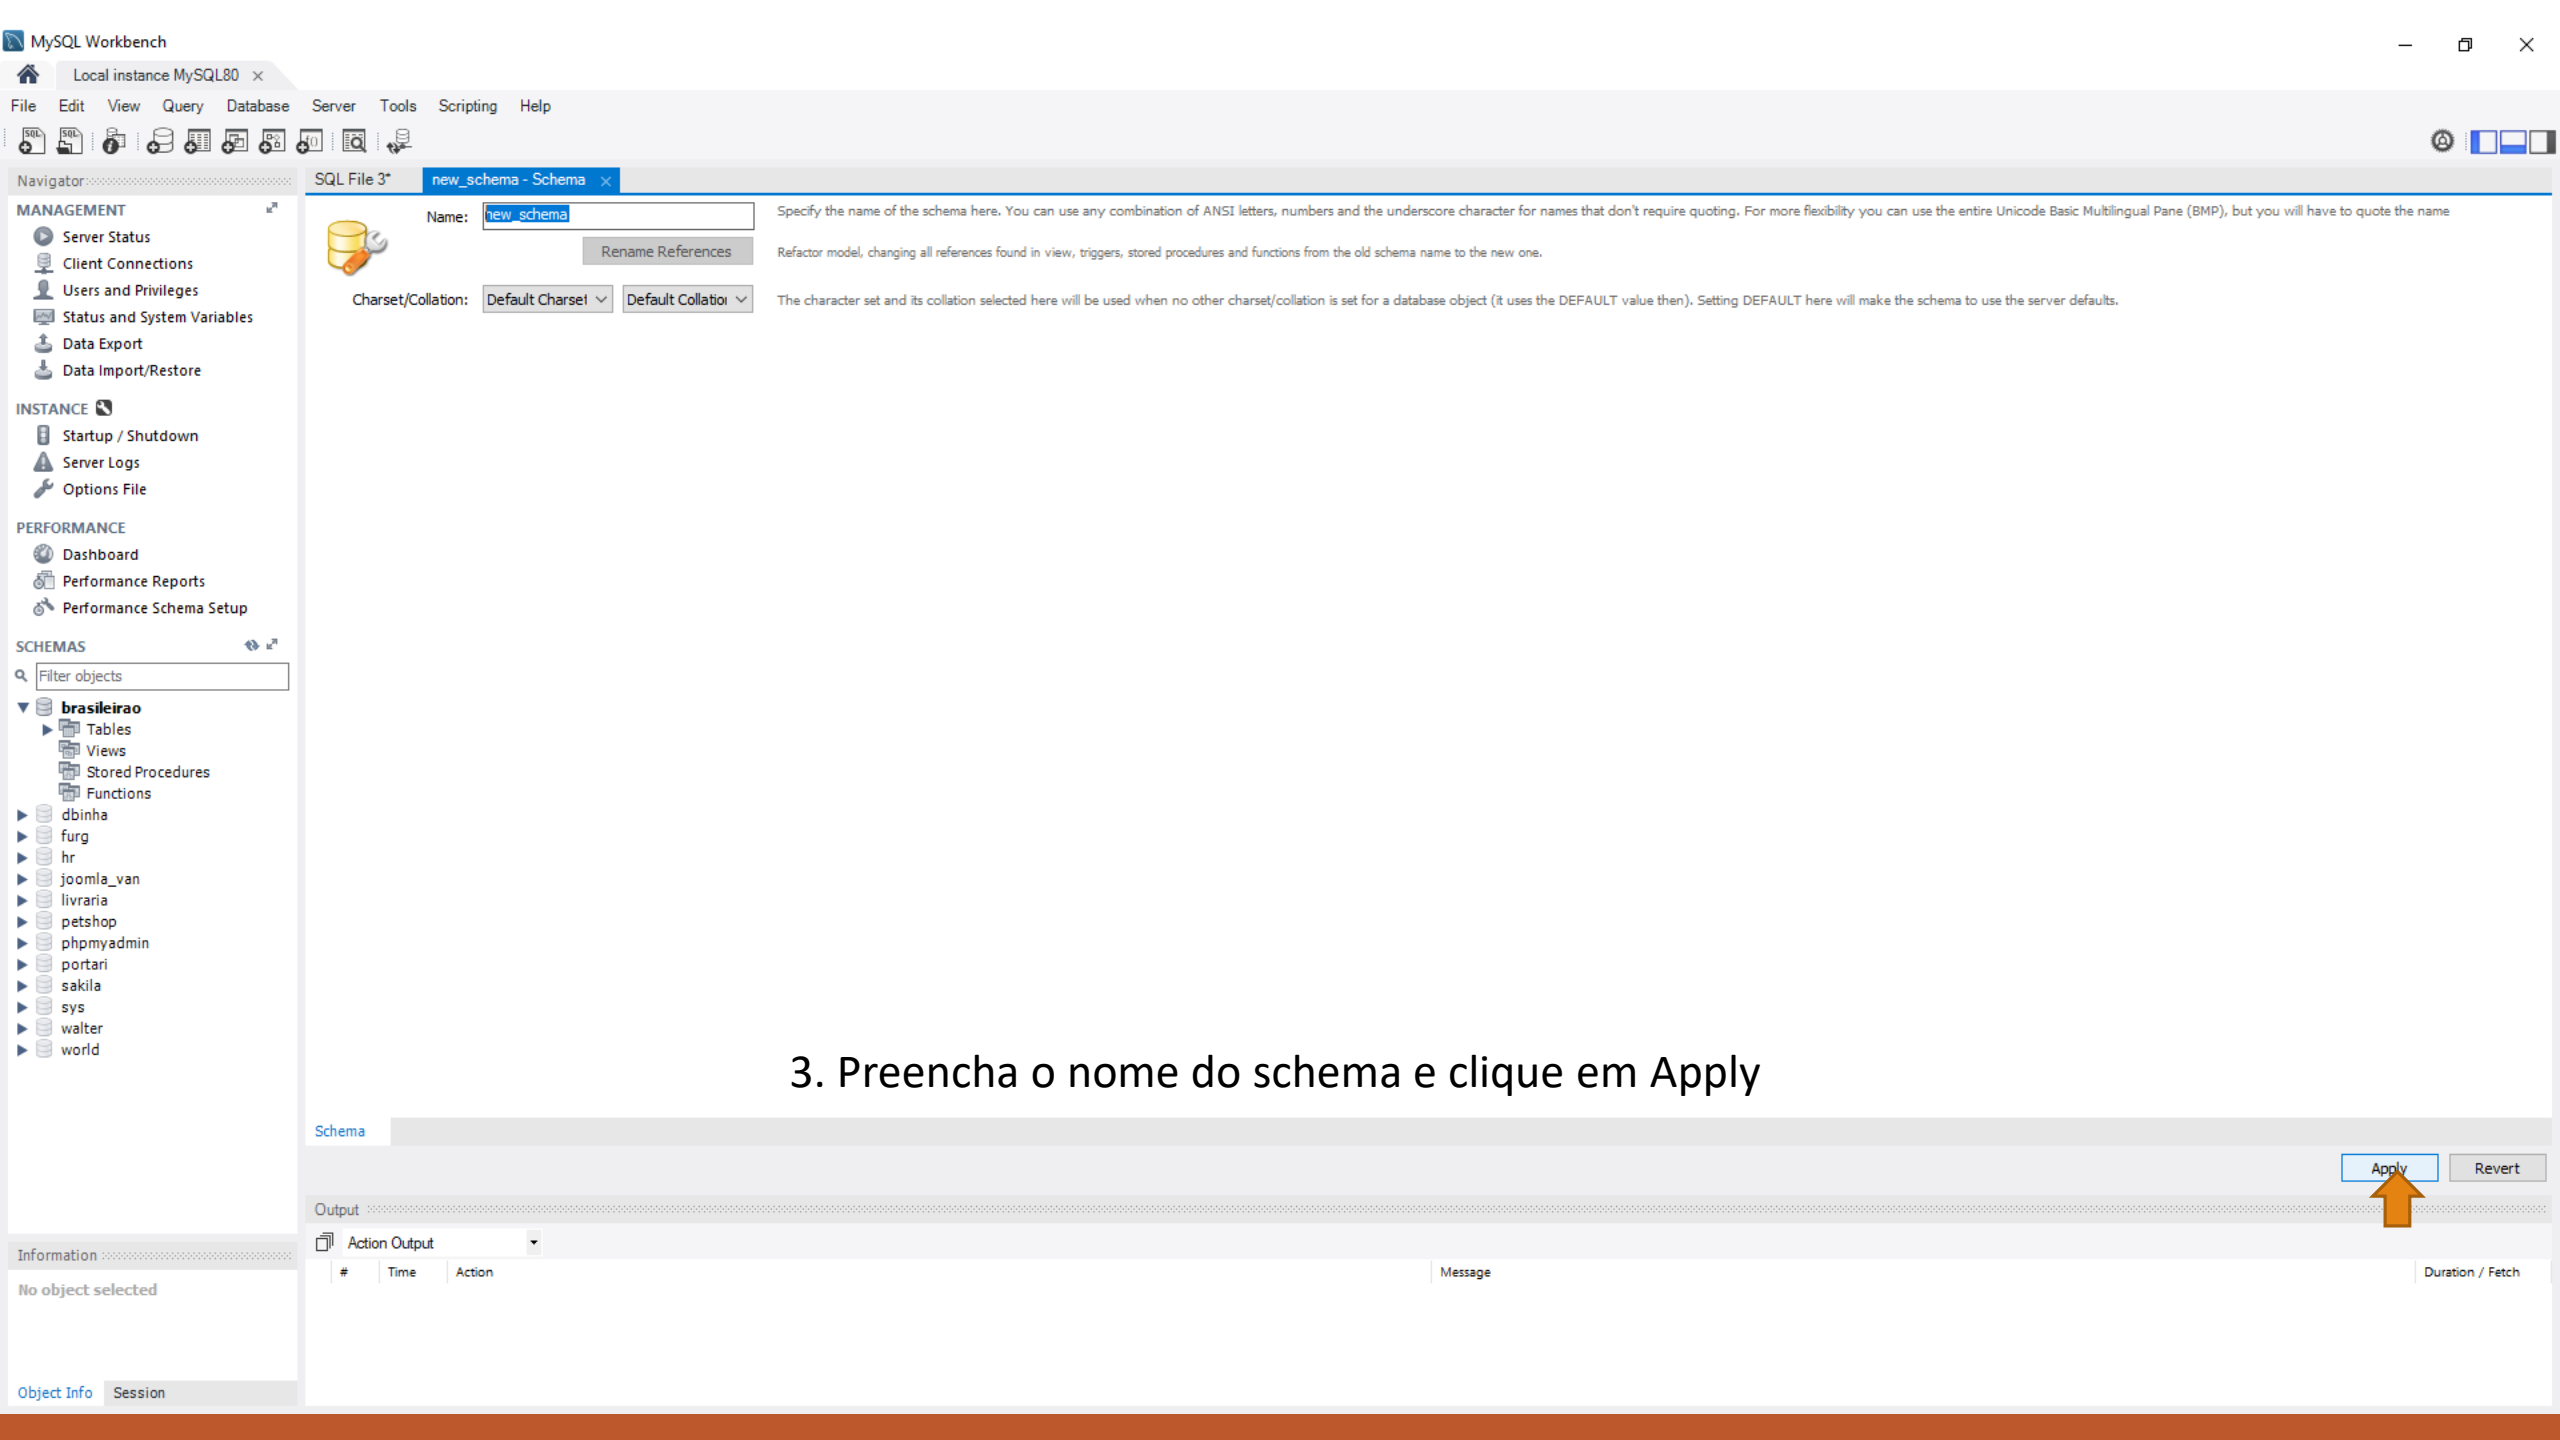 MySQL Workbench
Local instance MySQL80
File Edit View Query Database Server Tools Scripting Help
Navigator
SQL File 3* new_schema - Schema
MANAGEMENT
Server Status
Client Connections
Users and Privileges
Status and System Variables
Data Export
Data Import/Restore
INSTANCE
Startup / Shutdown
Server Logs
Options File
PERFORMANCE
Dashboard
Performance Reports
Performance Schema Setup
SCHEMAS
Filter objects
brasileirao
Tables
Views
Stored Procedures
Functions
dbinha
furg
hr
joomla_van
livraria
petshop
phpmyadmin
portari
sakila
sys
walter
world
Name: new_schema Specify the name of the schema here. You can use any combination of ANSI letters, numbers and the underscore character for names that don't require quoting. For more flexibility you can use the entire Unicode Basic Multilingual Pane (BMP), but you will have to quote the name
Rename References Refactor model, changing all references found in view, triggers, stored procedures and functions from the old schema name to the new one.
Charset/Collation: Default Charset Default Collation The character set and its collation selected here will be used when no other charset/collation is set for a database object (it uses the DEFAULT value then). Setting DEFAULT here will make the schema to use the server defaults.
3. Preencha o nome do schema e clique em Apply
Schema
Apply Revert
Output
Action Output
# Time Action Message Duration / Fetch
Information
No object selected
Object Info Session